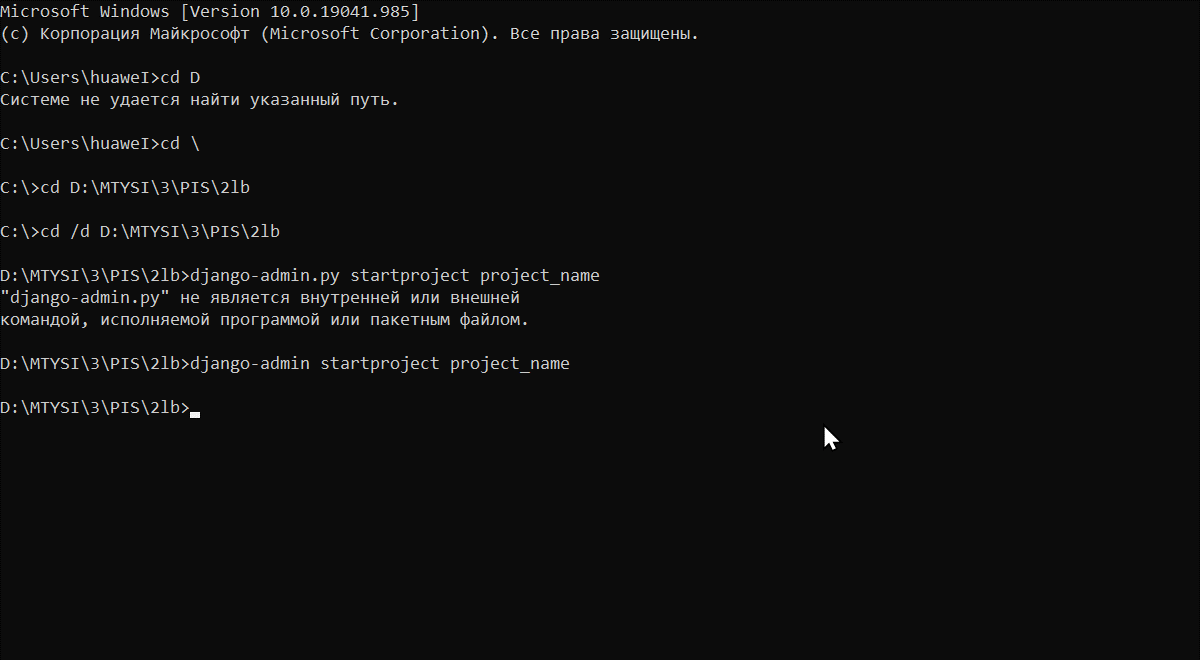 Microsoft Windows [Version 10.0.19041.985]
(c) Корпорация Майкрософт (Microsoft Corporation). Все права защищены.
C:\Users\huaweI>cd D
Системе не удается найти указанный путь.
C:\Users\huaweI>cd \
C:\>cd D:\MTYSI\3\PIS\2lb
C:\>cd /d D:\MTYSI\3\PIS\2lb
D:\MTYSI\3\PIS\2lb>django-admin.py startproject project_name
"django-admin.py" не является внутренней или внешней
командой, исполняемой программой или пакетным файлом.
D:\MTYSI\3\PIS\2lb>django-admin startproject project_name
D:\MTYSI\3\PIS\2lb>